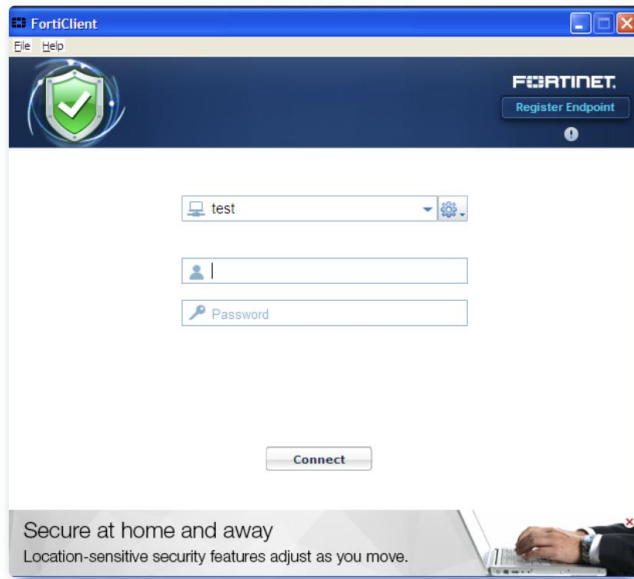 FortiClient
File Help
FORTINET.
Register Endpoint
test
Password
Connect
Secure at home and away
Location-sensitive security features adjust as you move.